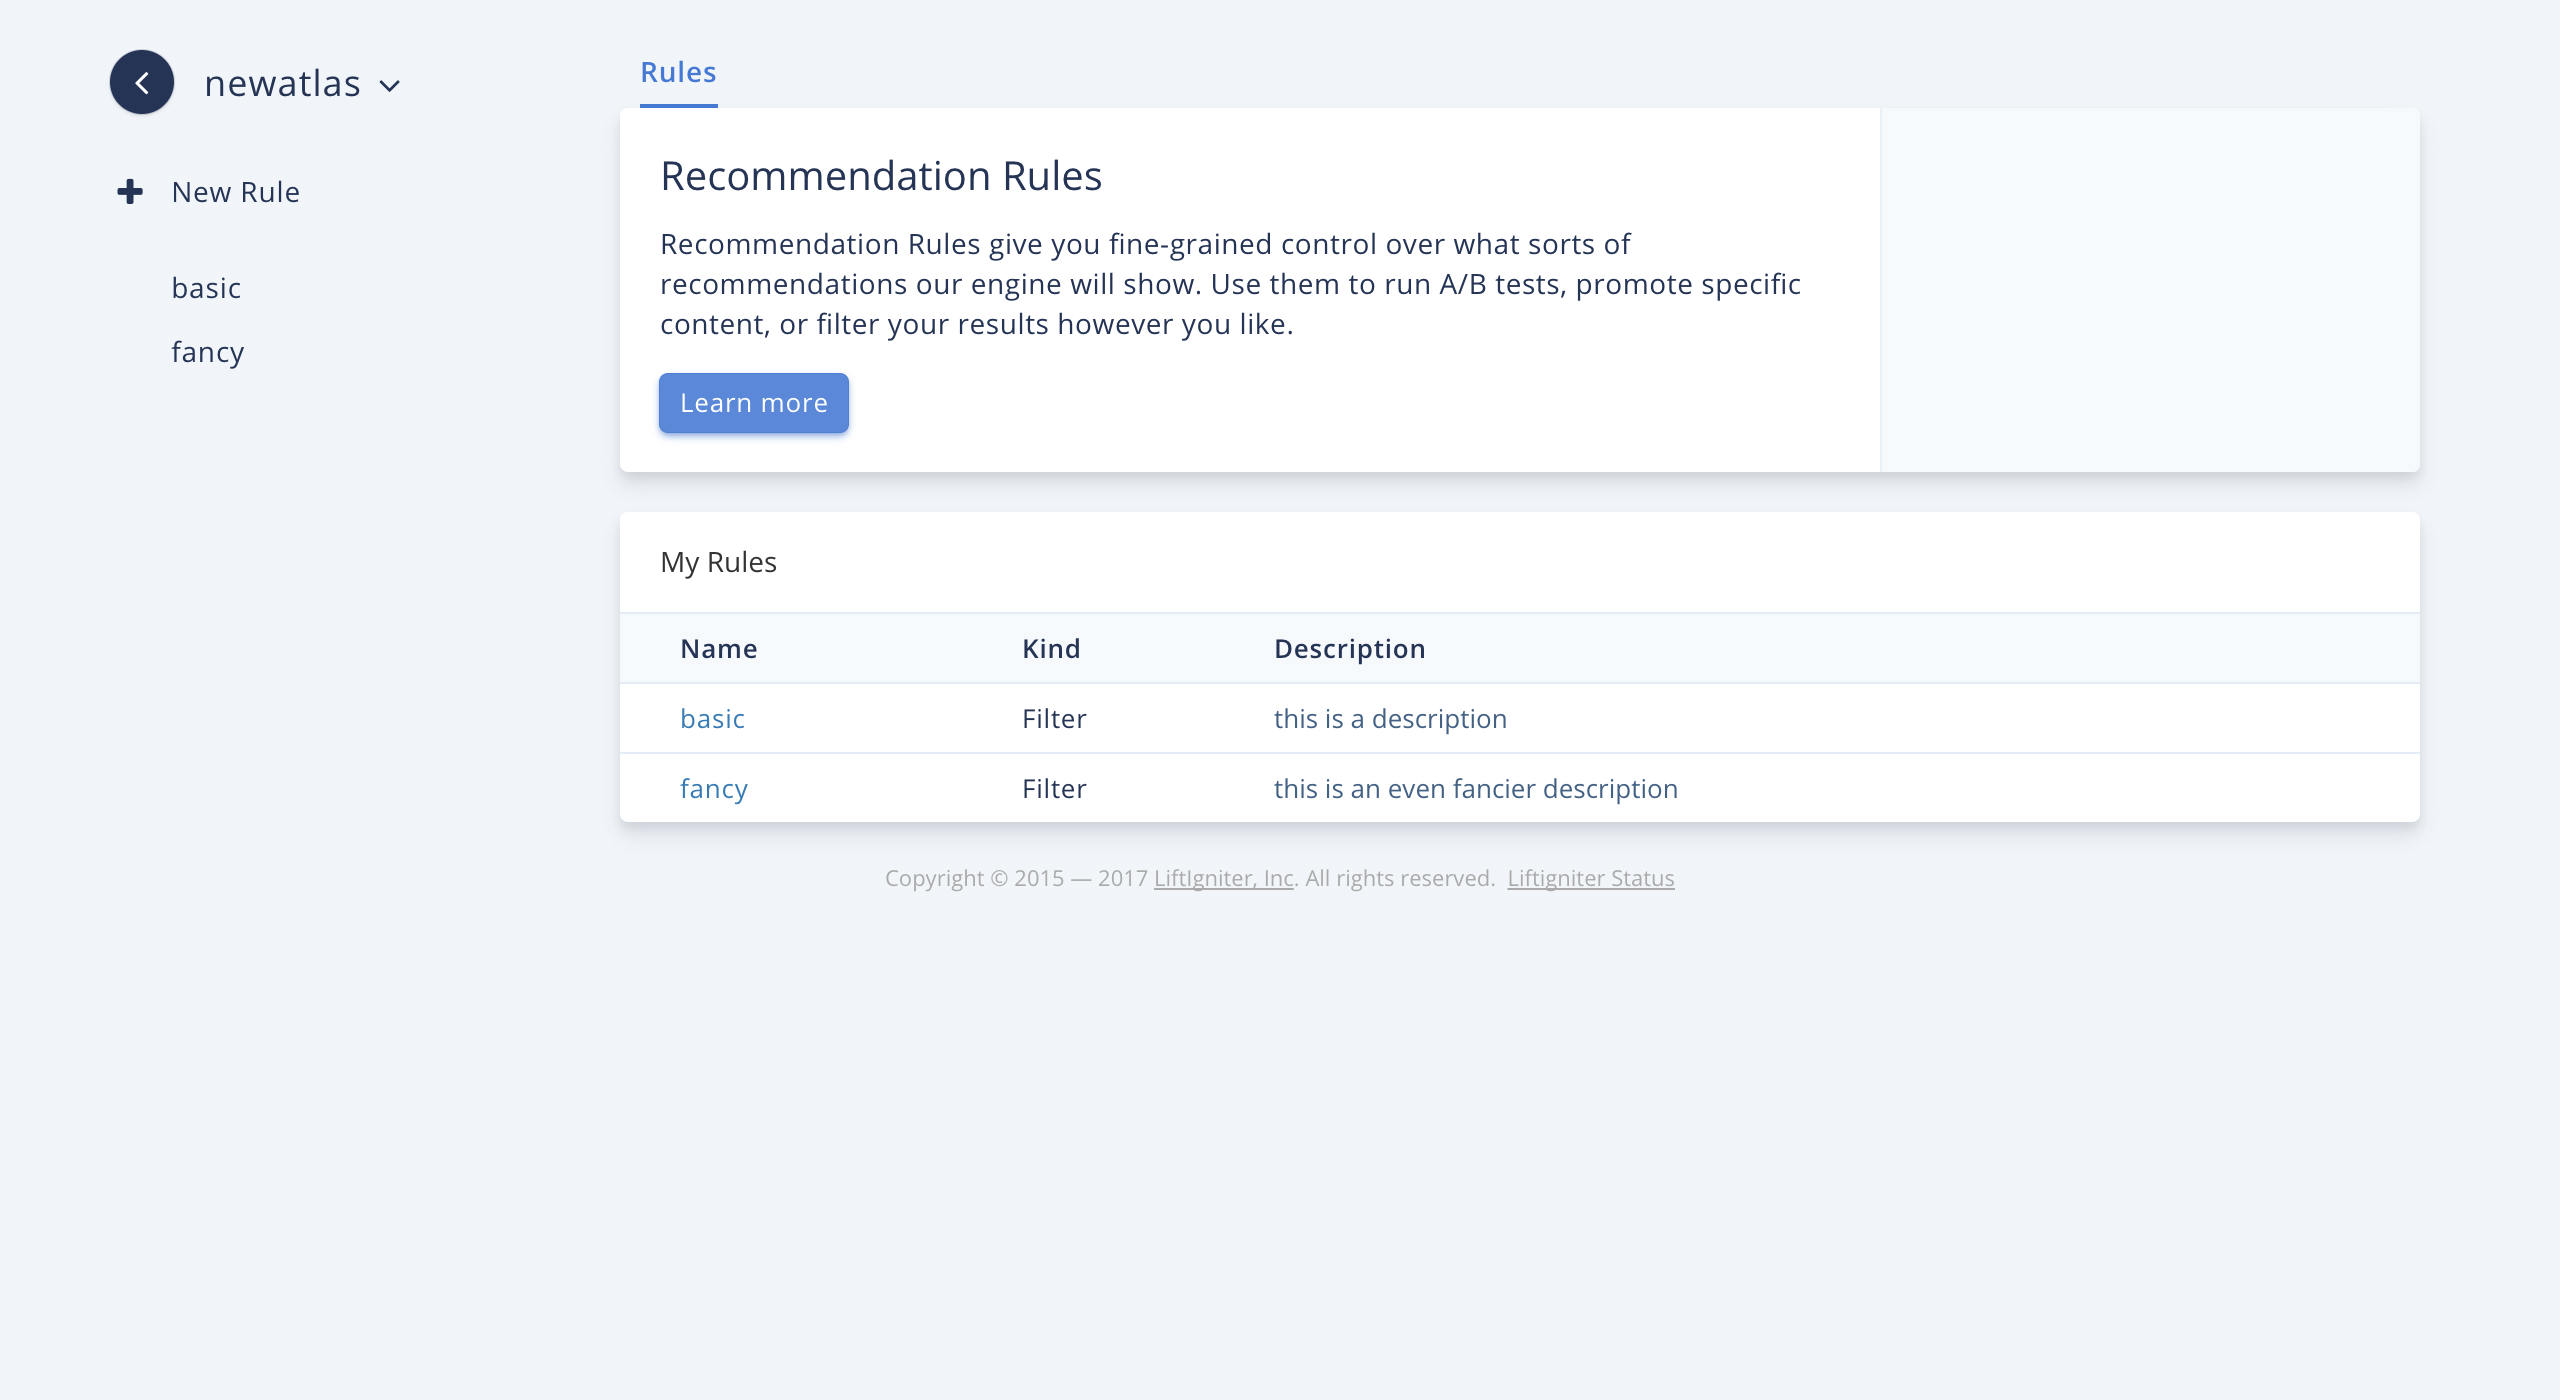 newatlas
New Rule
basic
fancy
Rules
Recommendation Rules
Recommendation Rules give you fine-grained control over what sorts of
recommendations our engine will show. Use them to run A/B tests, promote specific
content, or filter your results however you like.
Learn more
My Rules
Name Kind Description
basic Filter this is a description
fancy Filter this is an even fancier description
Copyright © 2015 — 2017 LiftIgniter, Inc. All rights reserved. Liftigniter Status